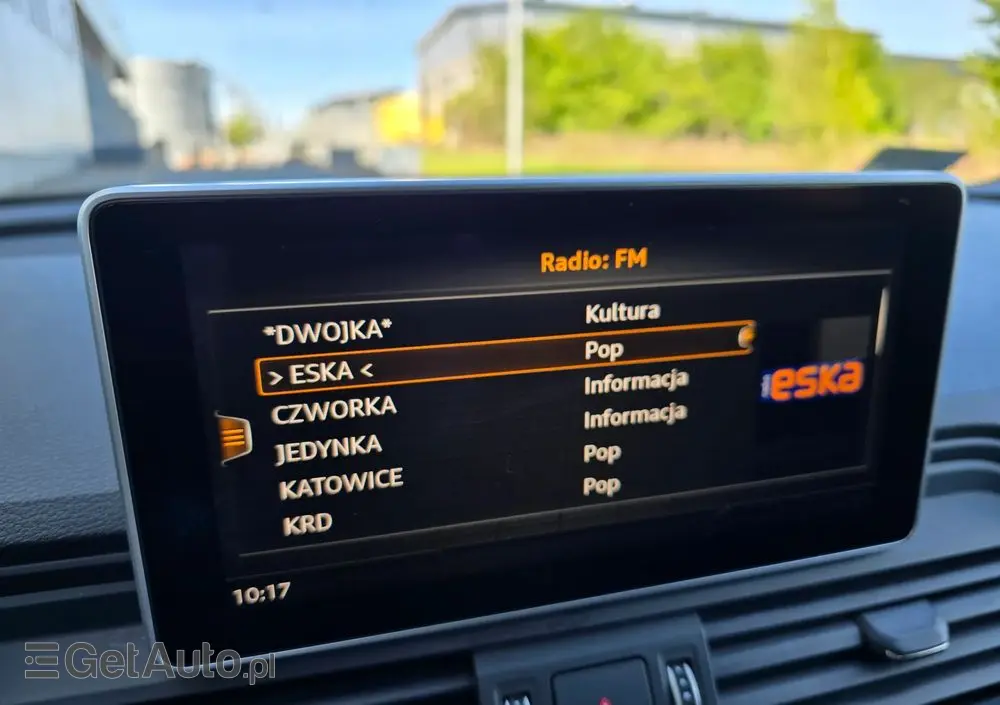 Radio: FM
*DWOJKA* Kultura
> ESKA < Pop
CZWORKA Informacja
JEDYNKA Informacja
KATOWICE Pop
KRD Pop
eska
10:17
GetAuto.pl